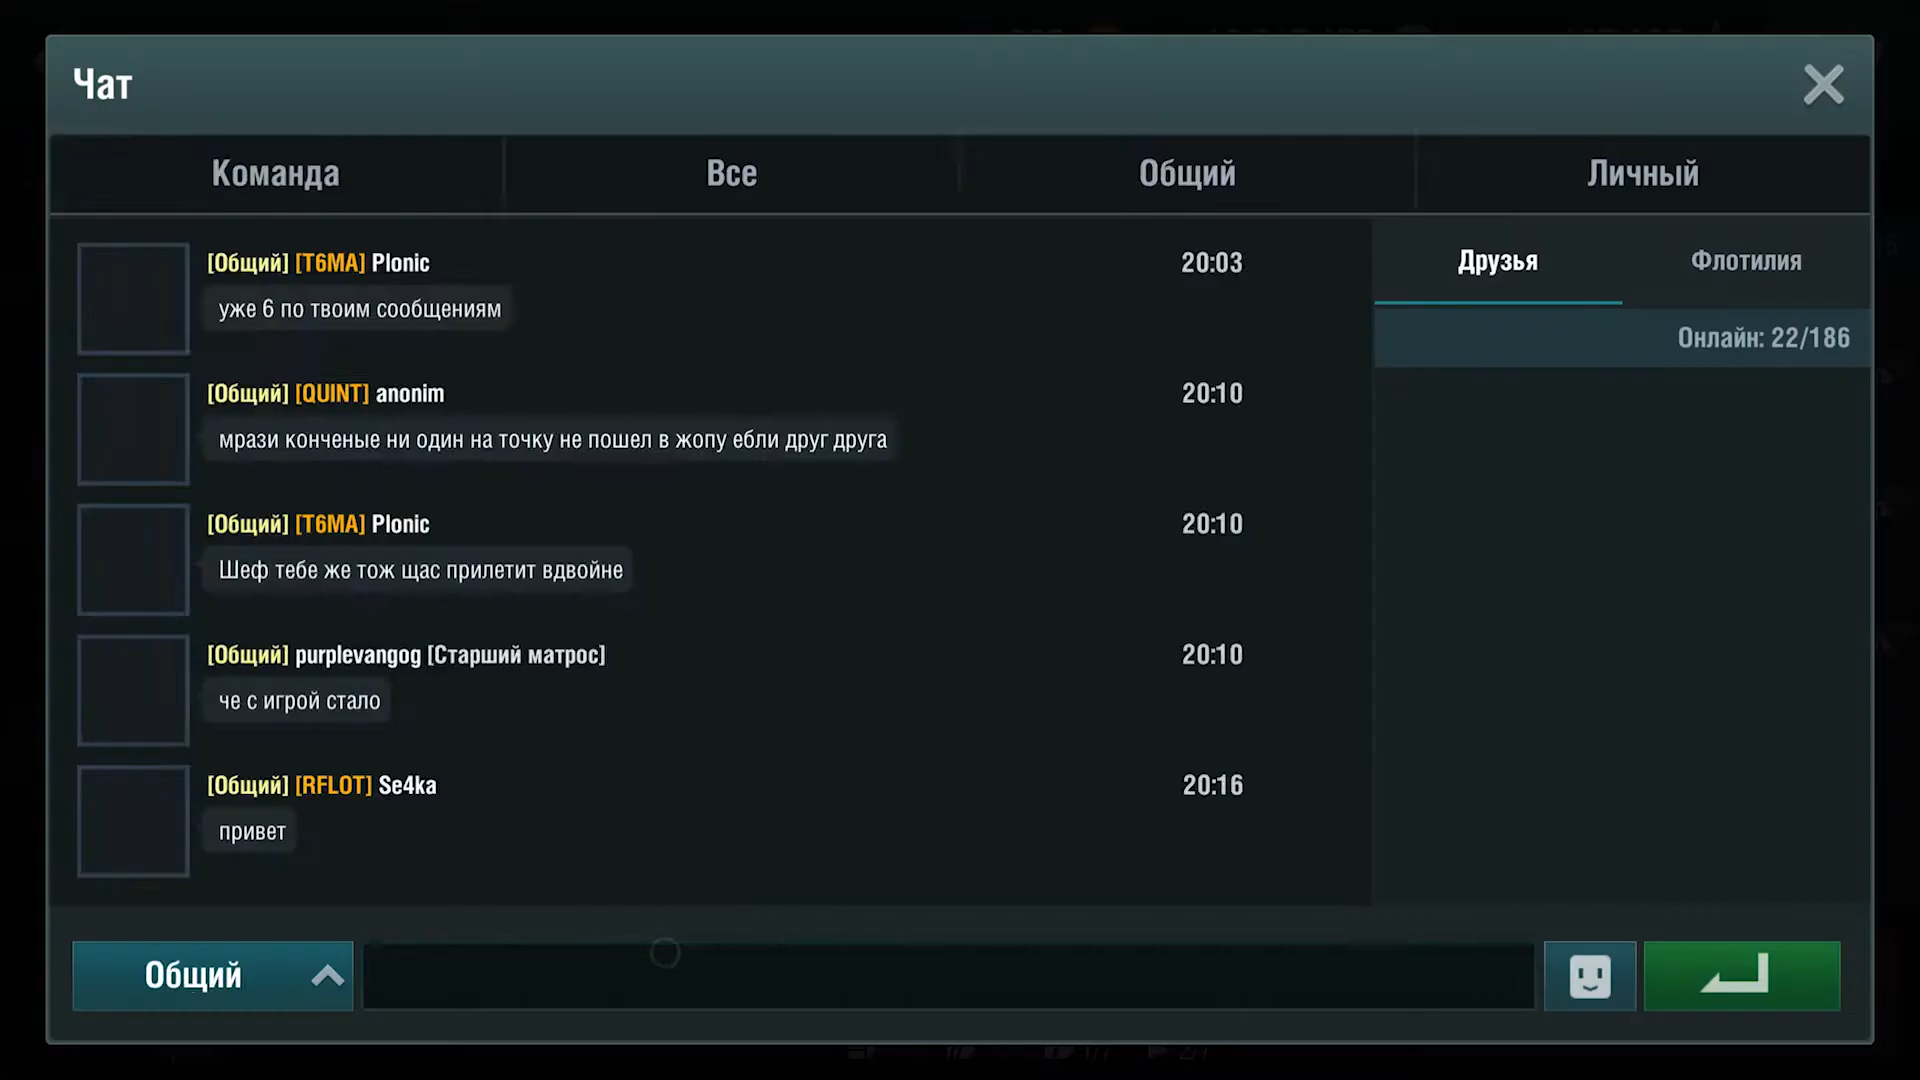 Чат
Команда Все Общий Личный
[Общий] [T6MA] Plonic 20:03
уже 6 по твоим сообщениям
[Общий] [QUINT] anonim 20:10
мрази конченые ни один на точку не пошел в жопу ебли друг друга
[Общий] [T6MA] Plonic 20:10
Шеф тебе же тож щас прилетит вдвойне
[Общий] purplevangog [Старший матрос] 20:10
че с игрой стало
[Общий] [RFLOT] Se4ka 20:16
привет
Друзья Флотилия
Онлайн: 22/186
Общий